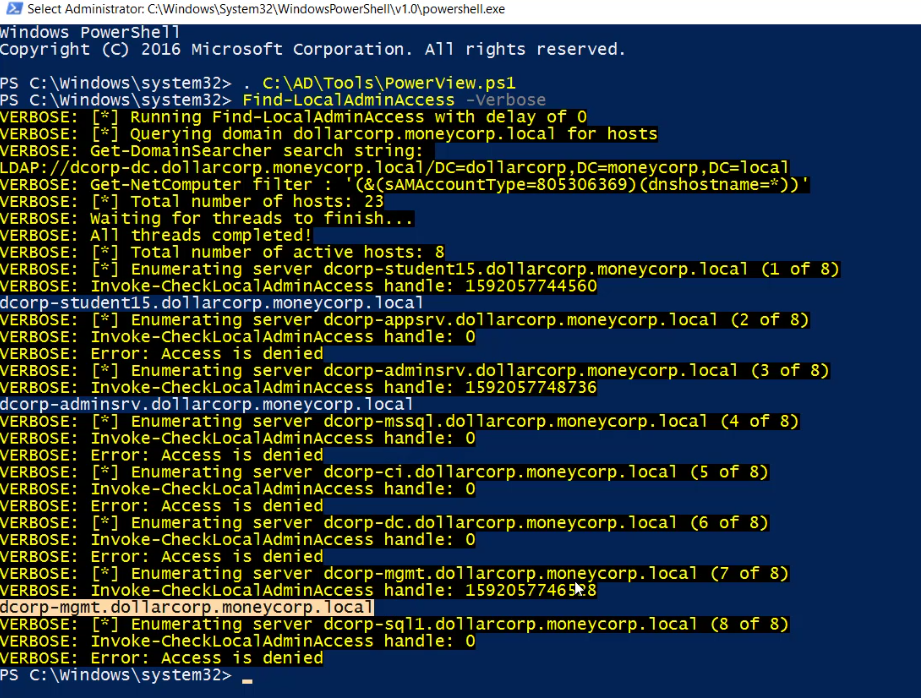 Select Administrator: C:\Windows\System32\WindowsPowerShell\v1.0\powershell.exe
Windows PowerShell
Copyright (C) 2016 Microsoft Corporation. All rights reserved.
PS C:\Windows\system32> . C:\AD\Tools\PowerView.ps1
PS C:\Windows\system32> Find-LocalAdminAccess -Verbose
VERBOSE: [*] Running Find-LocalAdminAccess with delay of 0
VERBOSE: [*] Querying domain dollarcorp.moneycorp.local for hosts
VERBOSE: Get-DomainSearcher search string:
LDAP://dcorp-dc.dollarcorp.moneycorp.local/DC=dollarcorp,DC=moneycorp,DC=local
VERBOSE: Get-NetComputer filter : '(&(sAMAccountType=805306369)(dnshostname=*))'
VERBOSE: [*] Total number of hosts: 23
VERBOSE: Waiting for threads to finish...
VERBOSE: All threads completed!
VERBOSE: [*] Total number of active hosts: 8
VERBOSE: [*] Enumerating server dcorp-student15.dollarcorp.moneycorp.local (1 of 8)
VERBOSE: Invoke-CheckLocalAdminAccess handle: 1592057744560
dcorp-student15.dollarcorp.moneycorp.local
VERBOSE: [*] Enumerating server dcorp-appsrv.dollarcorp.moneycorp.local (2 of 8)
VERBOSE: Invoke-CheckLocalAdminAccess handle: 0
VERBOSE: Error: Access is denied
VERBOSE: [*] Enumerating server dcorp-adminsrv.dollarcorp.moneycorp.local (3 of 8)
VERBOSE: Invoke-CheckLocalAdminAccess handle: 1592057748736
dcorp-adminsrv.dollarcorp.moneycorp.local
VERBOSE: [*] Enumerating server dcorp-mssql.dollarcorp.moneycorp.local (4 of 8)
VERBOSE: Invoke-CheckLocalAdminAccess handle: 0
VERBOSE: Error: Access is denied
VERBOSE: [*] Enumerating server dcorp-ci.dollarcorp.moneycorp.local (5 of 8)
VERBOSE: Invoke-CheckLocalAdminAccess handle: 0
VERBOSE: Error: Access is denied
VERBOSE: [*] Enumerating server dcorp-dc.dollarcorp.moneycorp.local (6 of 8)
VERBOSE: Invoke-CheckLocalAdminAccess handle: 0
VERBOSE: Error: Access is denied
VERBOSE: [*] Enumerating server dcorp-mgmt.dollarcorp.moneycorp.local (7 of 8)
VERBOSE: Invoke-CheckLocalAdminAccess handle:
dcorp-mgmt.dollarcorp.moneycorp.local
VERBOSE: [*] Enumerating server dcorp-sql1.dollarcorp.moneycorp.local (8 of 8)
VERBOSE: Invoke-CheckLocalAdminAccess handle: 0
VERBOSE: Error: Access is denied
PS C:\Windows\system32>